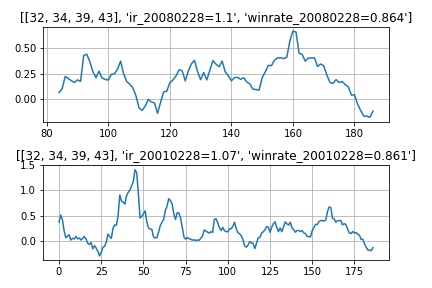 [[32, 34, 39, 43], 'ir_20080228=1.1', 'winrate_20080228=0.864']
0.50
0.25
0.00
80 100 120 140 160 180
[[32, 34, 39, 43], 'ir_20010228=1.07', 'winrate_20010228=0.861']
1.5
1.0
0.5
0.0
0 25 50 75 100 125 150 175